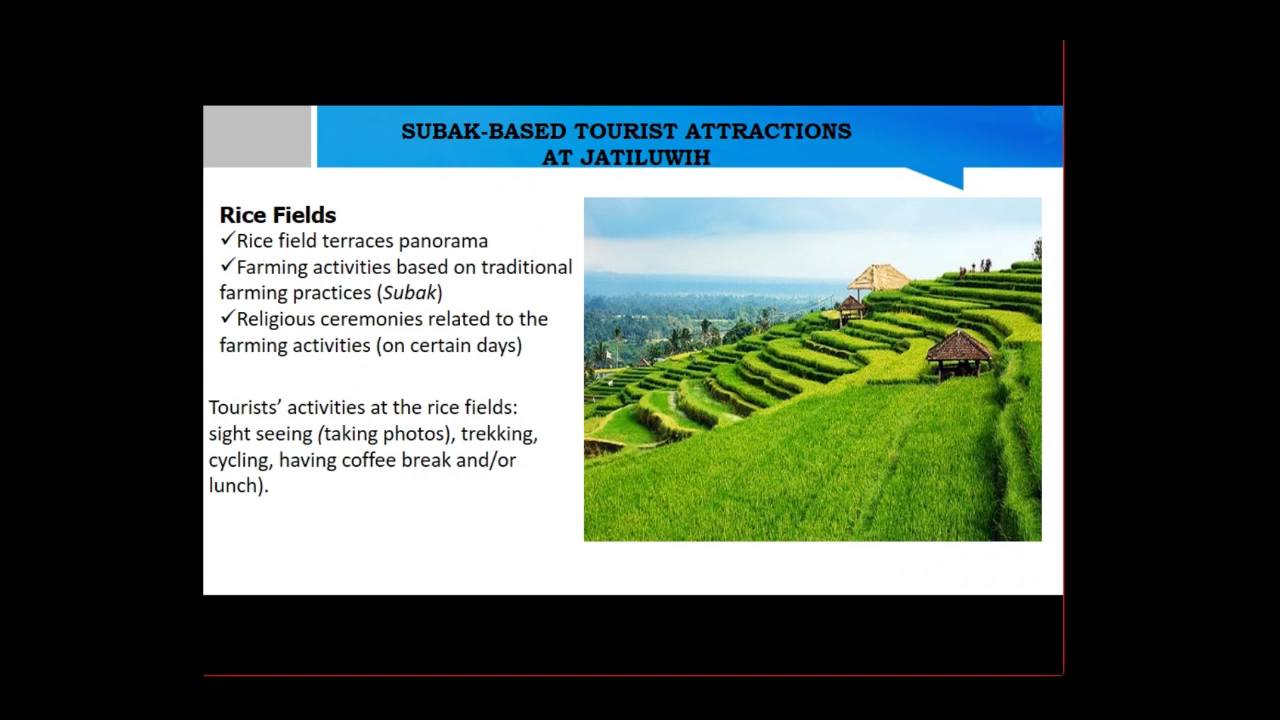 SUBAK-BASED TOURIST ATTRACTIONS
AT JATILUWIH
Rice Fields
✓Rice field terraces panorama
✓Farming activities based on traditional
farming practices (Subak)
✓Religious ceremonies related to the
farming activities (on certain days)
Tourists’ activities at the rice fields:
sight seeing (taking photos), trekking,
cycling, having coffee break and/or
lunch).